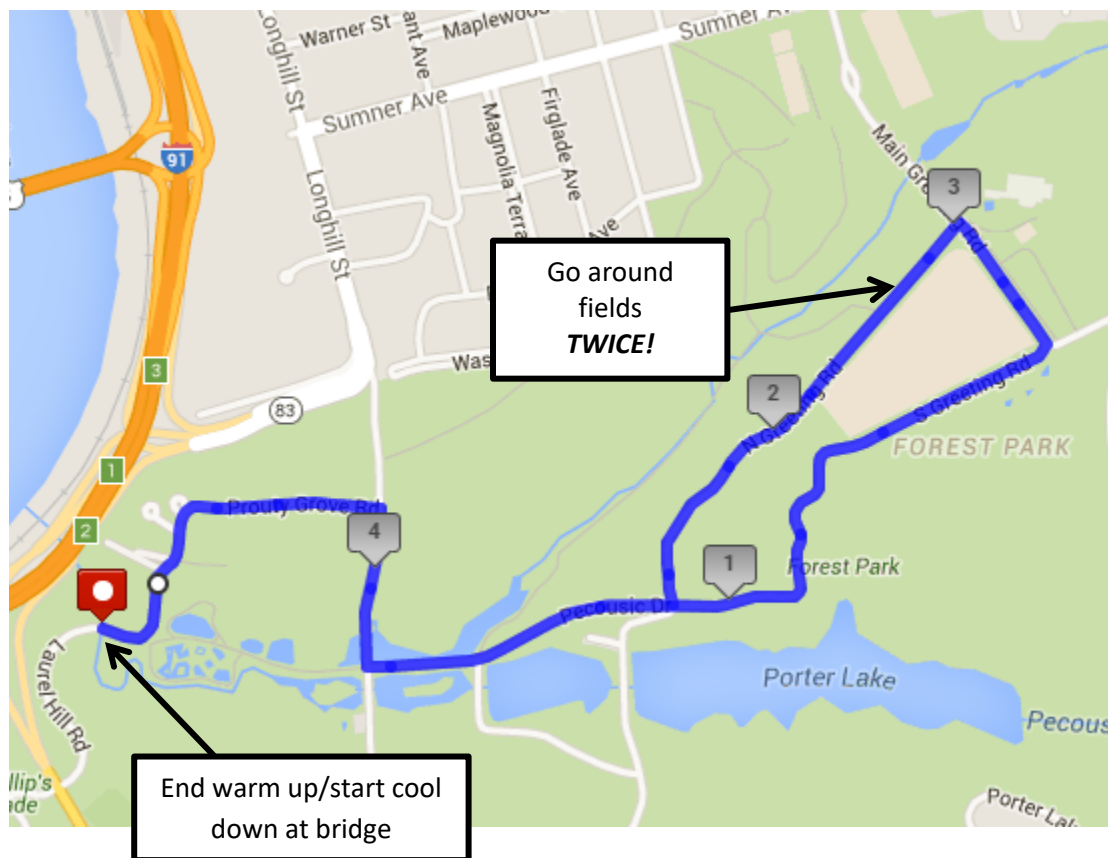 Warner St
Maplewood
Sumner Ave
Longhill St
ant Ave
Sumner Ave
Firglade Ave
Magnolia Terra
91
Main Gre
g Rd
3
Longhill St
Ave
Go around
fields
TWICE!
Was
3
83
2
N Greeting Rd
S Greeting Rd
FOREST PARK
1
2
Prouty Grove Rd
4
1
Forest Park
Pecousic Dr
Laurel Hill Rd
Porter Lake
Pecous
llip's
ade
End warm up/start cool
down at bridge
Porter La